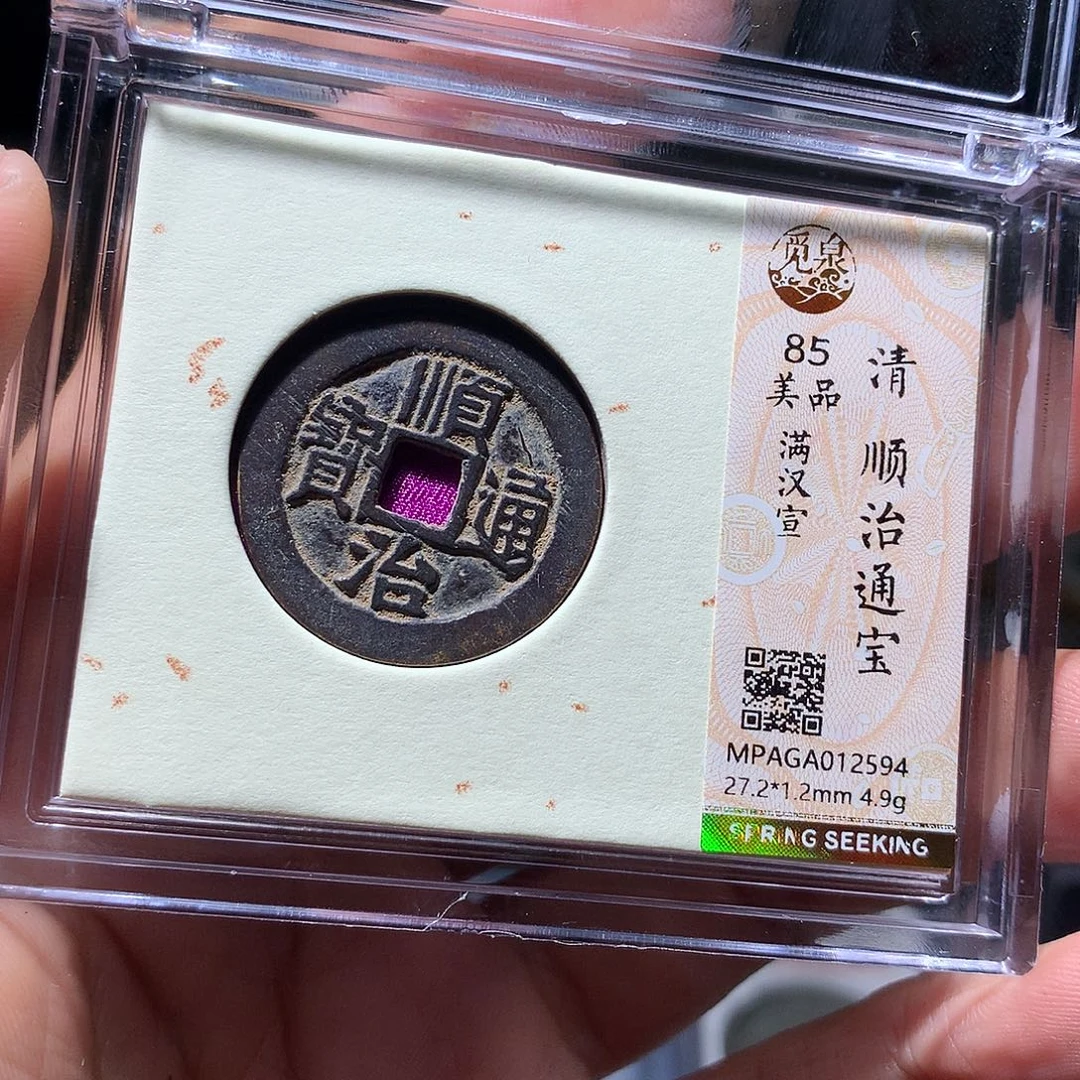 順治通寶
觅泉
清 顺治通宝
85
美品
满汉宣
MPAGA012594
27.2*1.2mm 4.9g
SPRING SEEKING